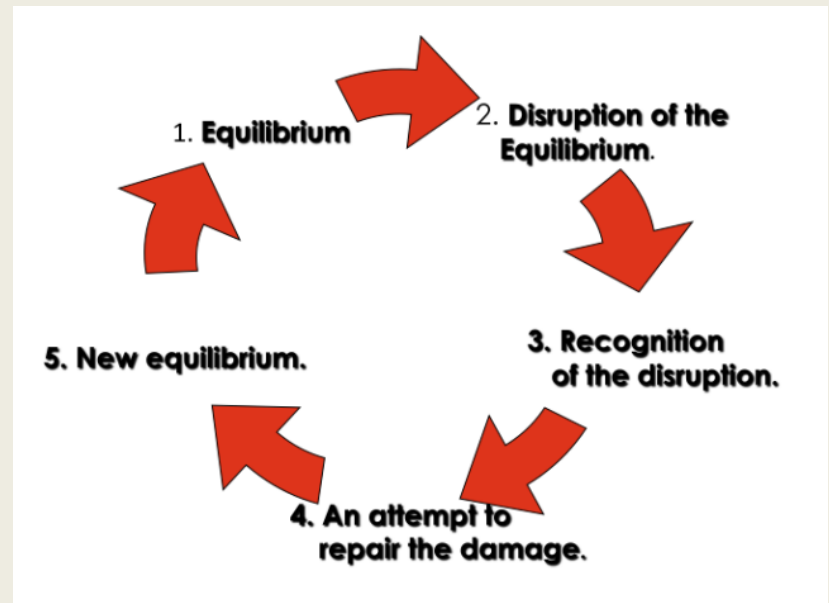 1. Equilibrium
2. Disruption of the
Equilibrium.
3. Recognition
of the disruption.
4. An attempt to
repair the damage.
5. New equilibrium.